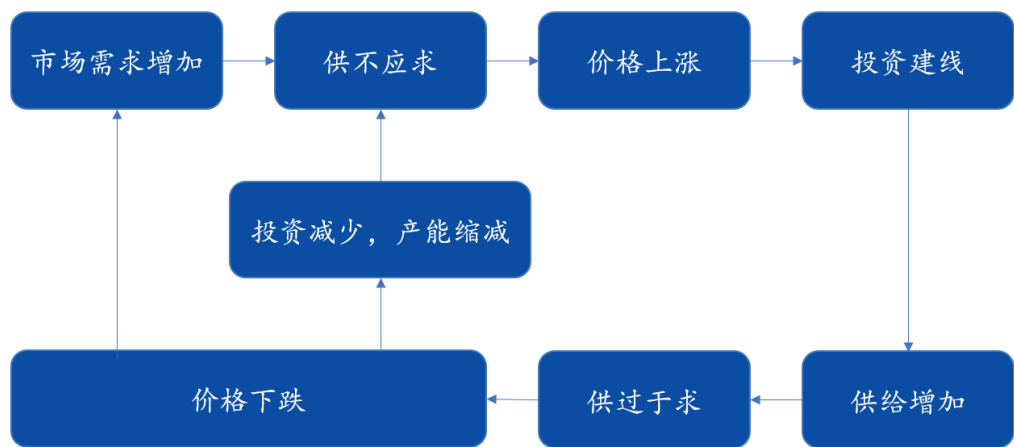 市场需求增加
供不应求
价格上涨
投资建线
投资减少，产能缩减
价格下跌
供过于求
供给增加